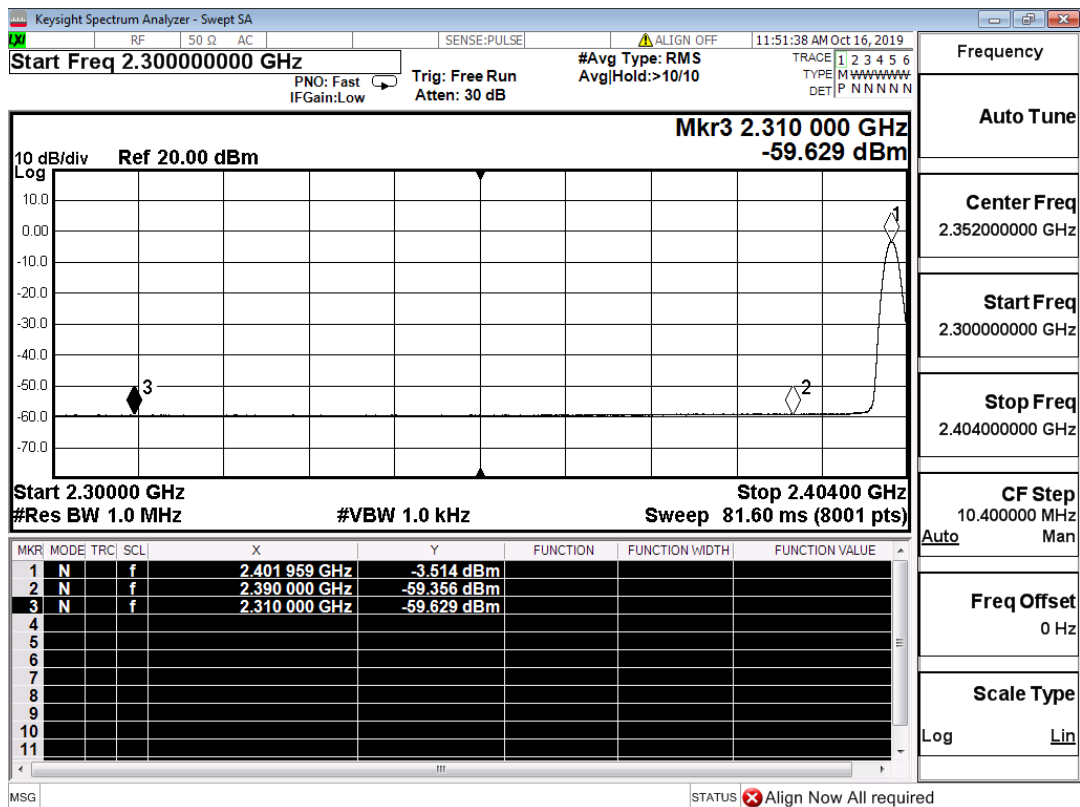 Keysight Spectrum Analyzer - Swept SA
LXI RF 50 Ω AC SENSE:PULSE ALIGN OFF 11:51:38 AM Oct 16, 2019
Start Freq 2.300000000 GHz
PNO: Fast
IFGain:Low
Trig: Free Run
Atten: 30 dB
#Avg Type: RMS
Avg|Hold:>10/10
TRACE 1 2 3 4 5 6
TYPE M WWWWW
DET P N N N N N
Mkr3 2.310 000 GHz
-59.629 dBm
10 dB/div Ref 20.00 dBm
Log
10.0
0.00
-10.0
-20.0
-30.0
-40.0
-50.0
-60.0
-70.0
1
2
3
Start 2.30000 GHz Stop 2.40400 GHz
#Res BW 1.0 MHz #VBW 1.0 kHz Sweep 81.60 ms (8001 pts)
MKR MODE TRC SCL X Y FUNCTION FUNCTION WIDTH FUNCTION VALUE
1 N f 2.401 959 GHz -3.514 dBm
2 N f 2.390 000 GHz -59.356 dBm
3 N f 2.310 000 GHz -59.629 dBm
4
5
6
7
8
9
10
11
MSG STATUS Align Now All required
Frequency
Auto Tune
Center Freq
2.352000000 GHz
Start Freq
2.300000000 GHz
Stop Freq
2.404000000 GHz
CF Step
10.400000 MHz
Auto Man
Freq Offset
0 Hz
Scale Type
Log Lin